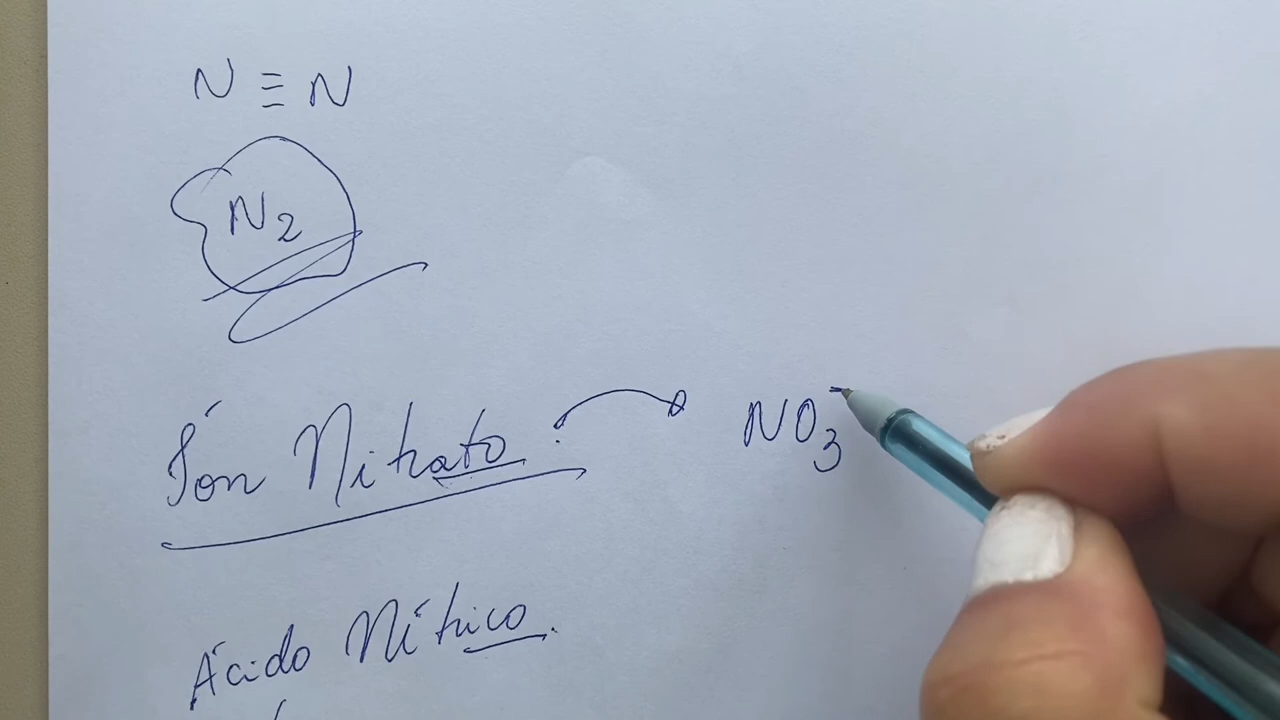 N ≡ N
N₂
Íon Nitrato : NO₃⁻
Ácido Nítrico.